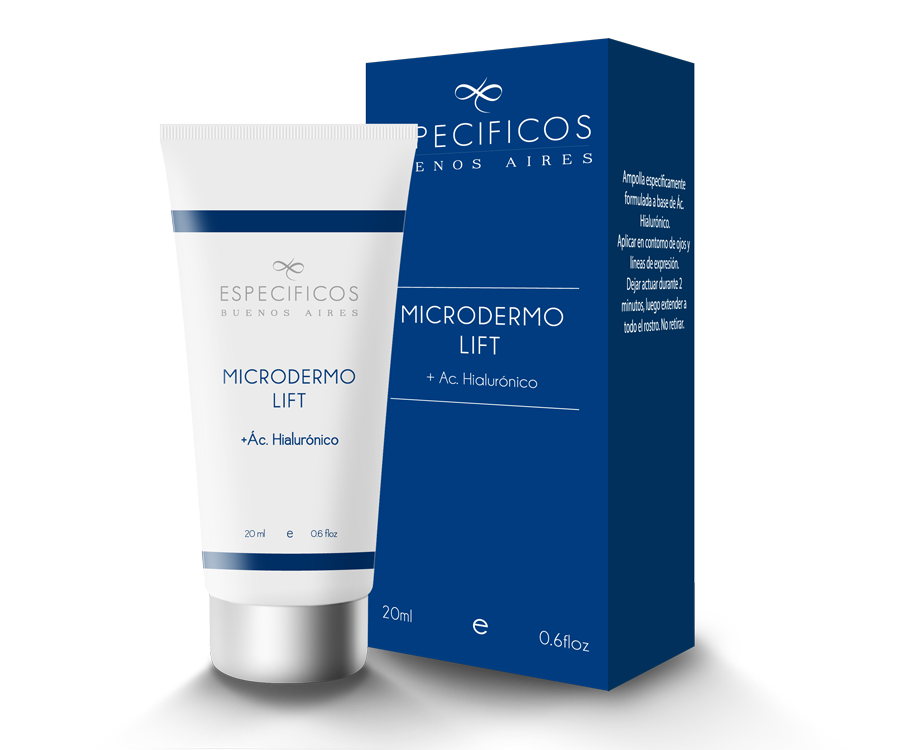 ESPECIFICOS
BUENOS AIRES
MICRODERMO
LIFT
+Ác. Hialurónico
20 ml e 0.6 floz
PECIFICOS
ENOS AIRES
MICRODERMO
LIFT
+ Ac. Hialurónico
20ml e 0.6floz
Ampolla específicamente
formulada a base de Ac.
Hialurónico.
Aplicar en contorno de ojos y
líneas de expresión.
Dejar actuar durante 2
minutos, luego extender a
todo el rostro. No retirar.